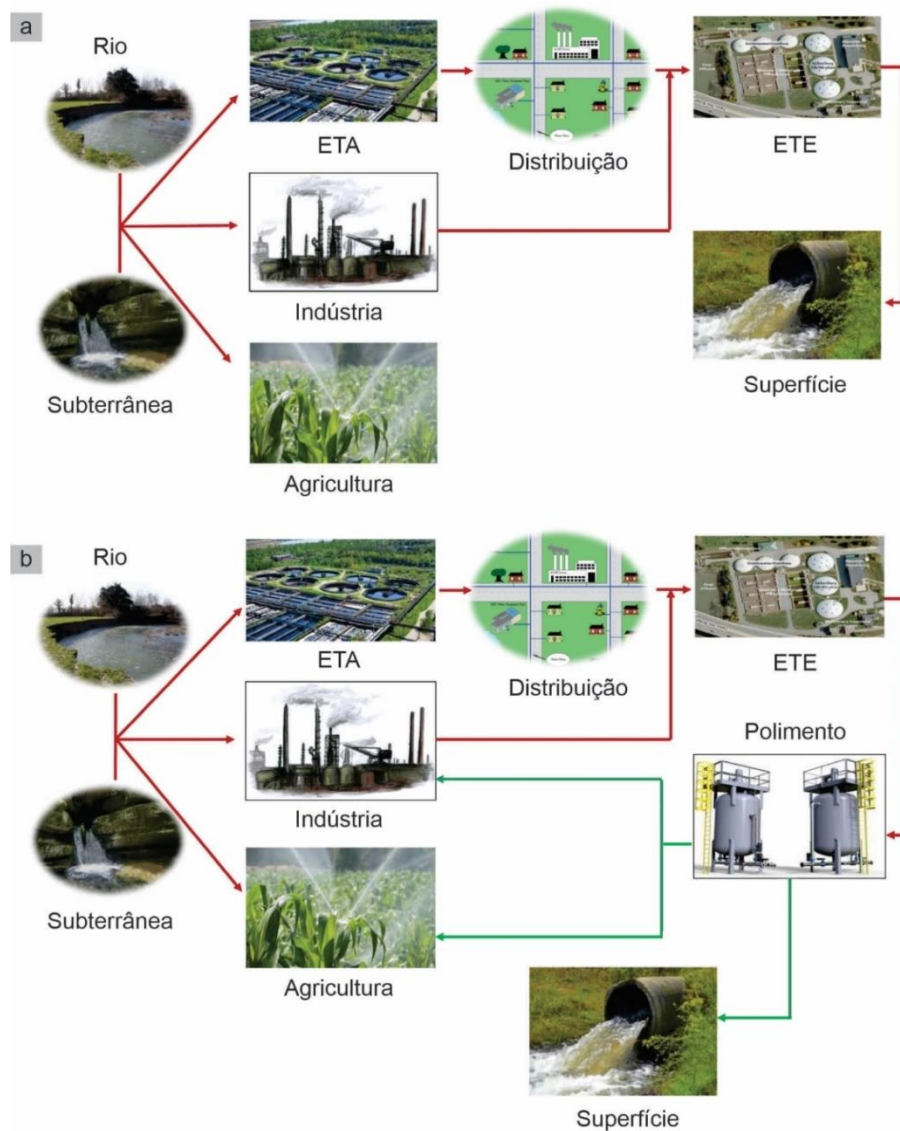 a
Rio
ETA
Distribuição
ETE
Indústria
Subterrânea
Superfície
Agricultura
b
Rio
ETA
Distribuição
ETE
Polimento
Indústria
Subterrânea
Agricultura
Superfície